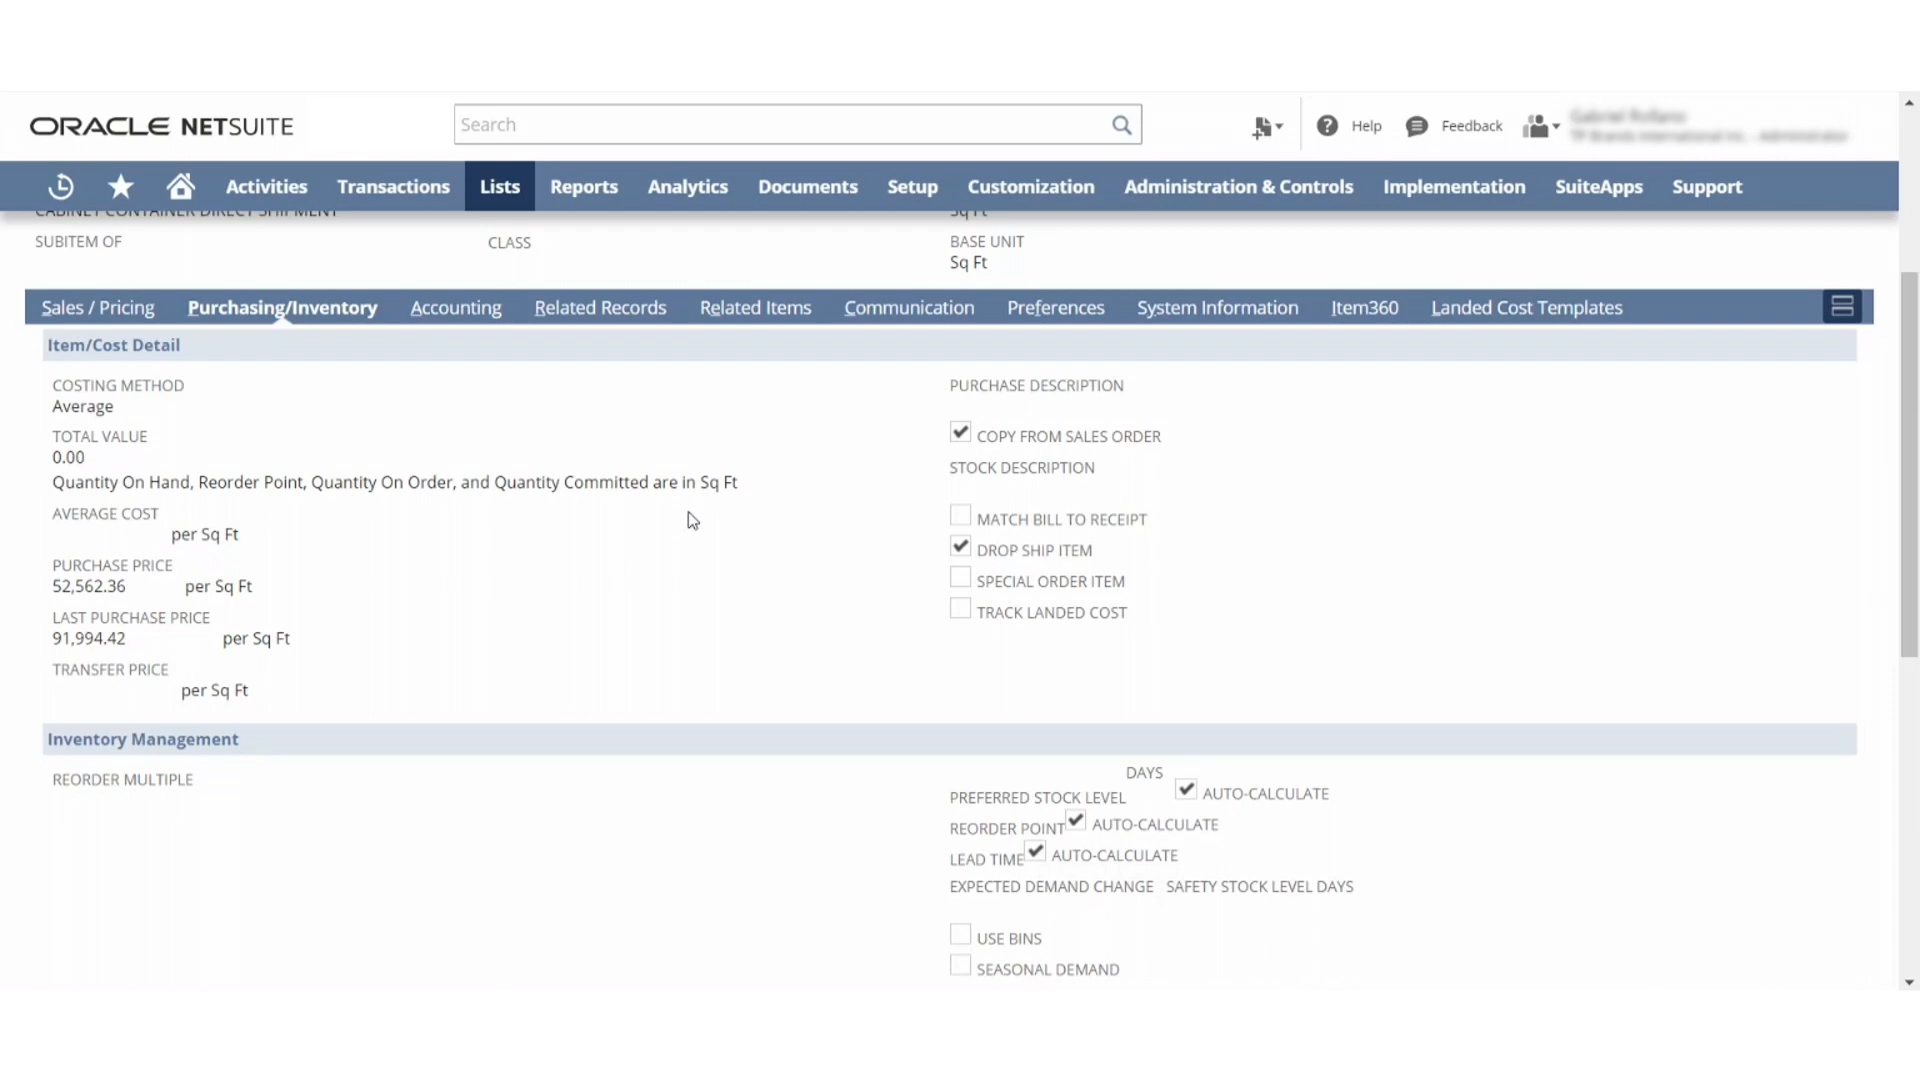 ORACLE NETSUITE
Search
Help
Feedback
Activities Transactions Lists Reports Analytics Documents Setup Customization Administration & Controls Implementation SuiteApps Support
CABINET CONTAINER DIRECT SHIPMENT
Sq Ft
SUBITEM OF
CLASS
BASE UNIT
Sq Ft
Sales / Pricing Purchasing/Inventory Accounting Related Records Related Items Communication Preferences System Information Item360 Landed Cost Templates
Item/Cost Detail
COSTING METHOD
Average
TOTAL VALUE
0.00
Quantity On Hand, Reorder Point, Quantity On Order, and Quantity Committed are in Sq Ft
AVERAGE COST
per Sq Ft
PURCHASE PRICE
52,562.36 per Sq Ft
LAST PURCHASE PRICE
91,994.42 per Sq Ft
TRANSFER PRICE
per Sq Ft
PURCHASE DESCRIPTION
COPY FROM SALES ORDER
STOCK DESCRIPTION
MATCH BILL TO RECEIPT
DROP SHIP ITEM
SPECIAL ORDER ITEM
TRACK LANDED COST
Inventory Management
REORDER MULTIPLE
DAYS
PREFERRED STOCK LEVEL AUTO-CALCULATE
REORDER POINT AUTO-CALCULATE
LEAD TIME AUTO-CALCULATE
EXPECTED DEMAND CHANGE SAFETY STOCK LEVEL DAYS
USE BINS
SEASONAL DEMAND